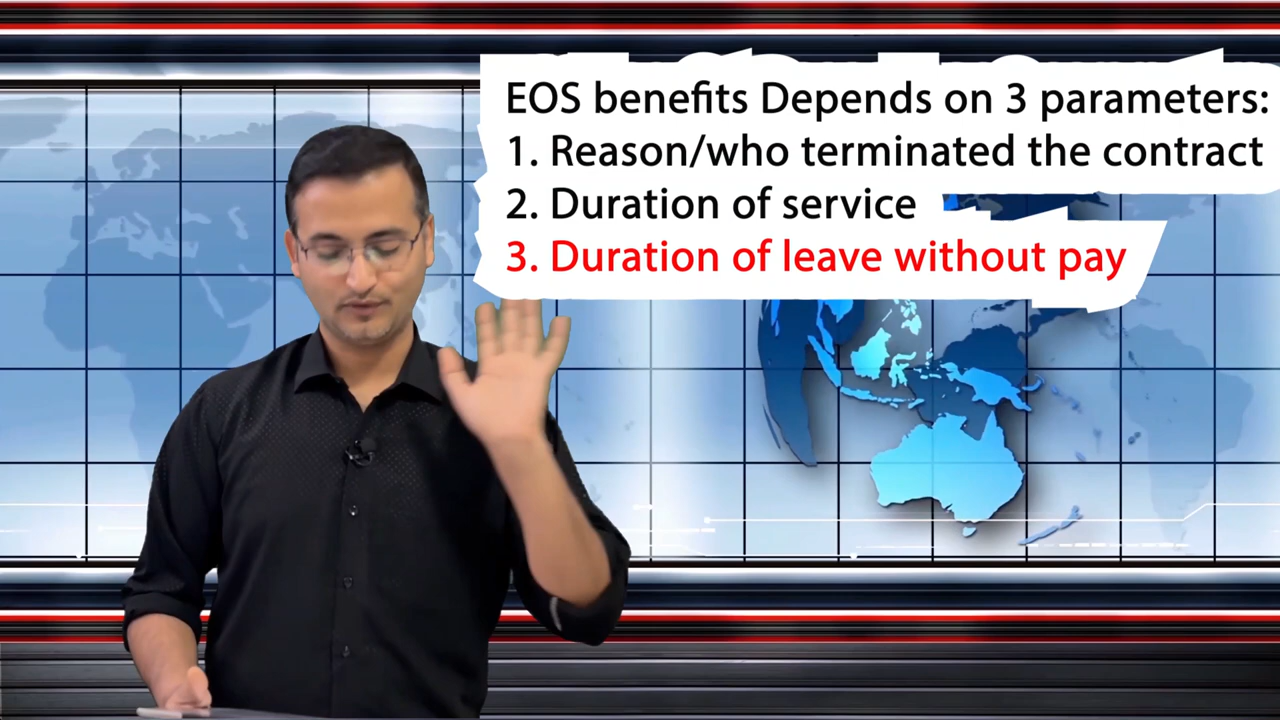 EOS benefits Depends on 3 parameters:
1. Reason/who terminated the contract
2. Duration of service
3. Duration of leave without pay